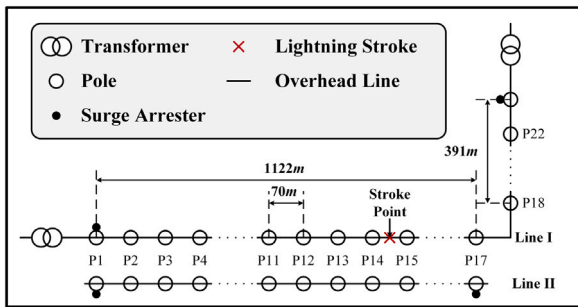 Transformer
Lightning Stroke
Pole
Overhead Line
Surge Arrester
P22
391m
1122m
70m
Stroke
Point
P18
Line I
P1 P2 P3 P4 P11 P12 P13 P14 P15 P17
Line II